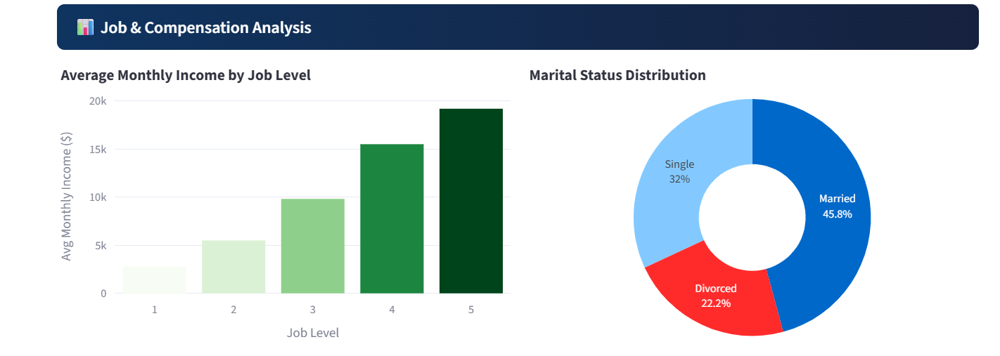 📊 Job & Compensation Analysis
Average Monthly Income by Job Level
Avg Monthly Income ($)
20k
15k
10k
5k
0
1
2
3
4
5
Job Level
Marital Status Distribution
Single
32%
Married
45.8%
Divorced
22.2%